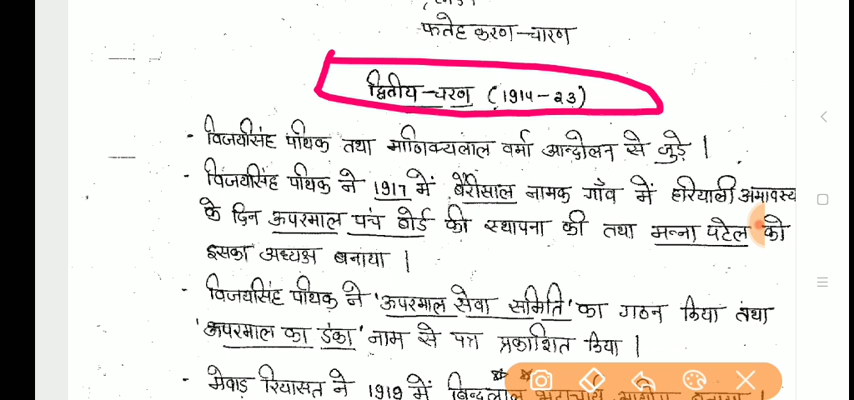 फतेह करण-चारण
द्वितीय-चरण (1914-23)
• विजयसिंह पथिक तथा माणिक्यलाल वर्मा आन्दोलन से जुड़े।
• विजयसिंह पथिक ने 1917 में बेरीसाल नामक गाँव में हरियाली अमावस्य
के दिन ऊपरमाल पंच बोर्ड की स्थापना की तथा मन्ना पटेल को
इसका अध्यक्ष बनाया।
• विजयसिंह पथिक ने 'ऊपरमाल सेवा समिति' का गठन किया तथा
'ऊपरमाल का डंका' नाम से पत्र प्रकाशित किया।
• मेवाड़ रियासत ने 1919 में बिन्दुलाल